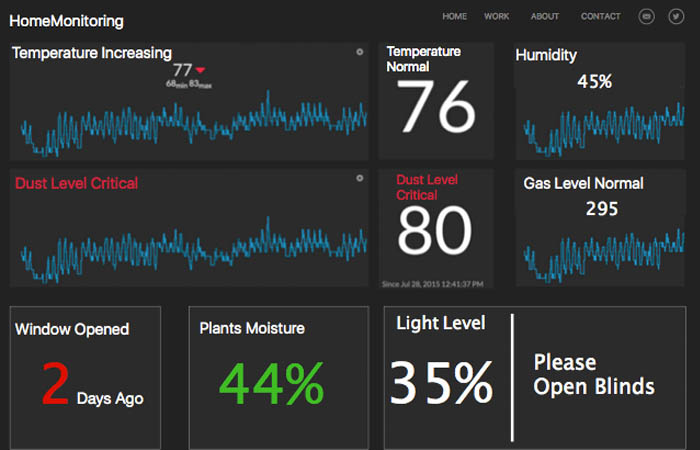 HomeMonitoring
HOME WORK ABOUT CONTACT
Temperature Increasing
77
68min 83max
Temperature
Normal
76
Humidity
45%
Dust Level Critical
Dust Level
Critical
80
Since Jul 28, 2015 12:41:37 PM
Gas Level Normal
295
Window Opened
2 Days Ago
Plants Moisture
44%
Light Level
35%
Please
Open Blinds